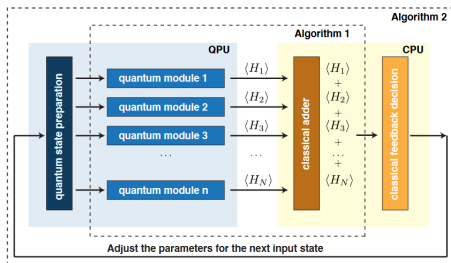 Algorithm 2
QPU
Algorithm 1
CPU
quantum state preparation
quantum module 1
quantum module 2
quantum module 3
...
quantum module n
⟨H₁⟩
⟨H₂⟩
⟨H₃⟩
...
⟨H_N⟩
classical adder
⟨H₁⟩
+
⟨H₂⟩
+
⟨H₃⟩
+
...
+
⟨H_N⟩
classical feedback decision
Adjust the parameters for the next input state